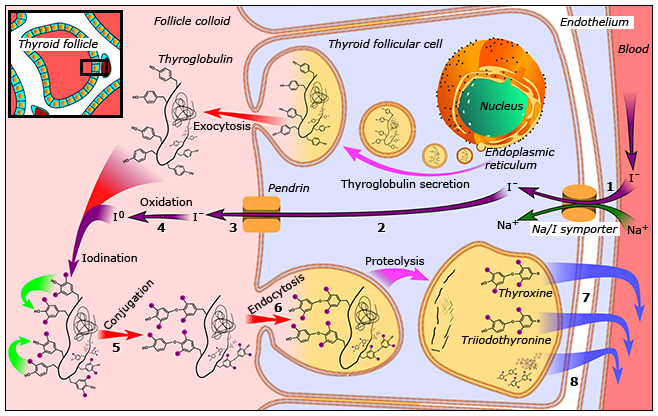 Follicle colloid
Thyroid follicular cell
Endothelium
Blood
Thyroid follicle
Thyroglobulin
Nucleus
Exocytosis
Endoplasmic
reticulum
Thyroglobulin secretion
Pendrin
1
I⁻
I⁻
Oxidation
I⁰
4
I⁻
3
2
Na⁺
Na/I symporter
Na⁺
Iodination
Conjugation
5
Endocytosis
6
Proteolysis
Thyroxine
7
Triiodothyronine
8